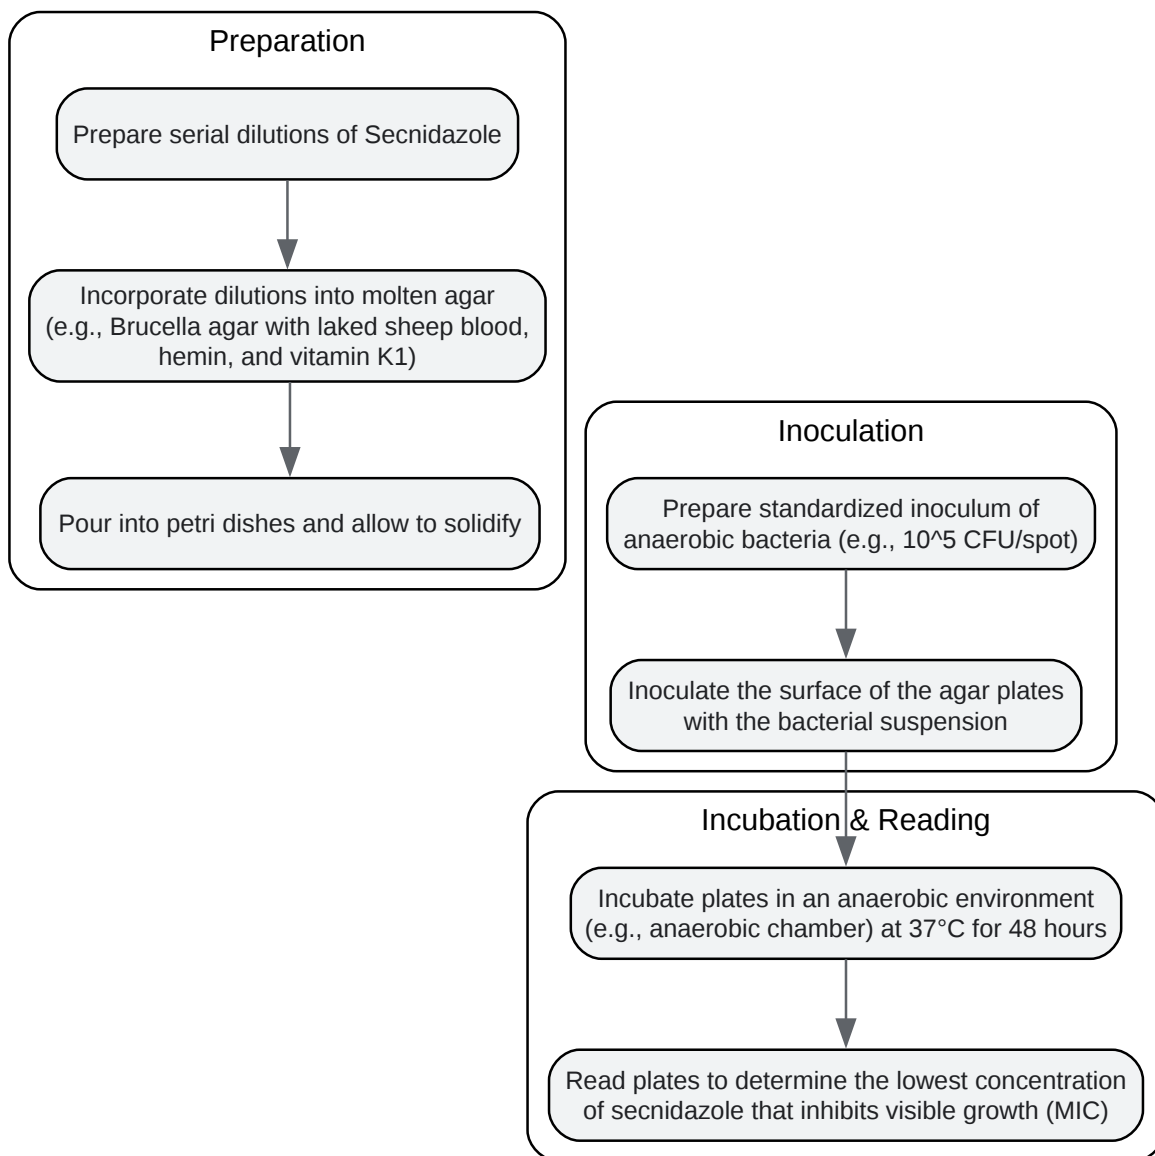 Preparation
Prepare serial dilutions of Secnidazole
Incorporate dilutions into molten agar
(e.g., Brucella agar with laked sheep blood,
hemin, and vitamin K1)
Pour into petri dishes and allow to solidify
Inoculation
Prepare standardized inoculum of
anaerobic bacteria (e.g., 10^5 CFU/spot)
Inoculate the surface of the agar plates
with the bacterial suspension
Incubation & Reading
Incubate plates in an anaerobic environment
(e.g., anaerobic chamber) at 37°C for 48 hours
Read plates to determine the lowest concentration
of secnidazole that inhibits visible growth (MIC)